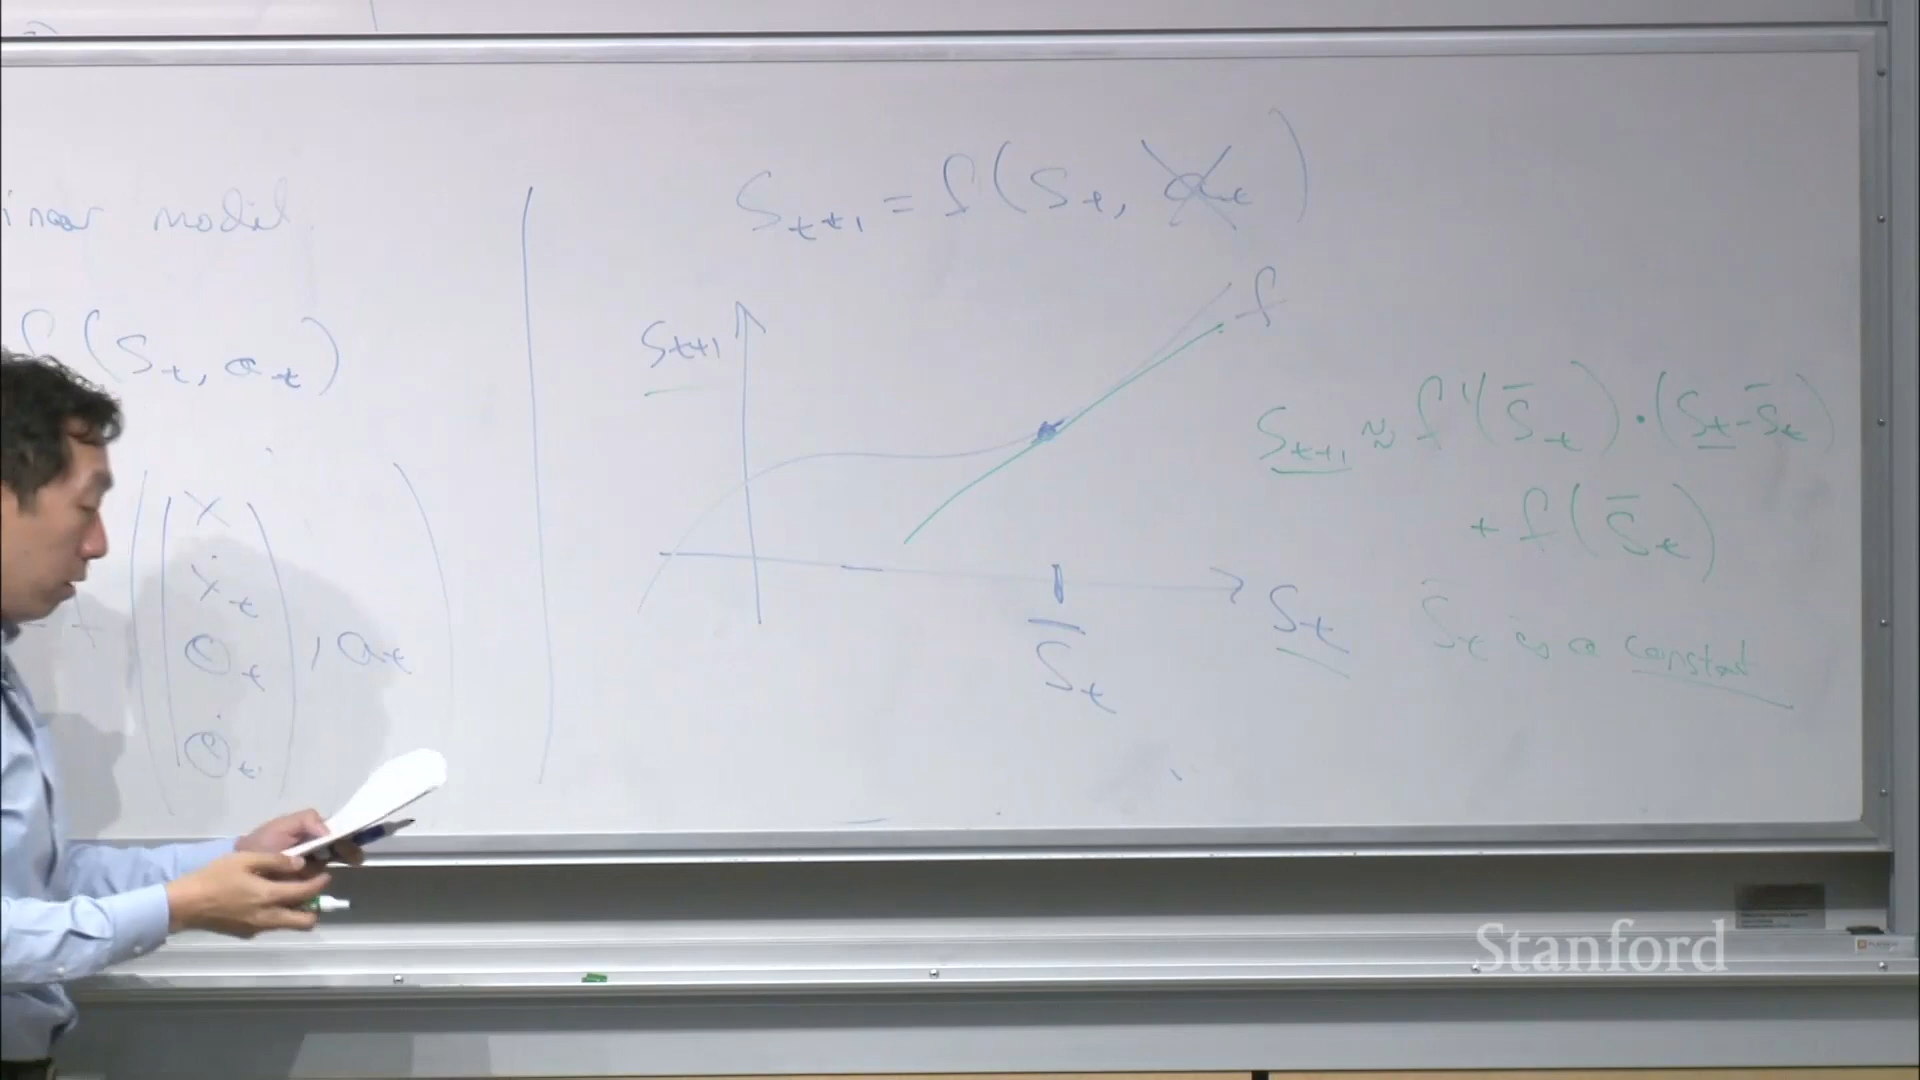 inear model.
f(S_t, a_t)
x
ẋ_t
θ_t , a_t
θ̇_t
S_{t+1} = f(S_t, a_t)
f
S_{t+1}
S_{t+1} ≈ f'(S̄_t) · (S_t - S̄_t)
+ f(S̄_t)
S_t
S̄_t is a constant
S̄_t
Stanford